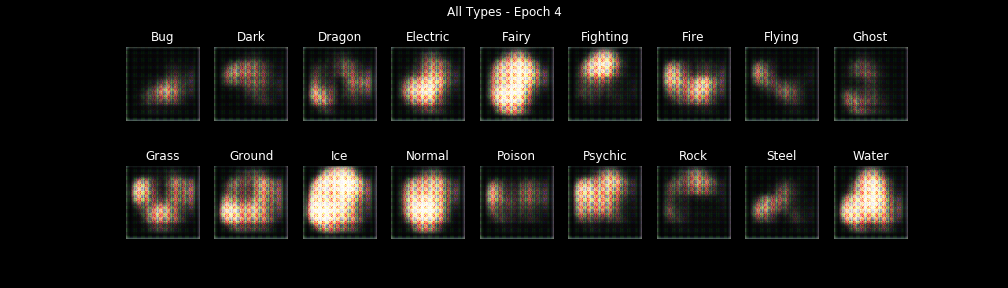 All Types - Epoch 4
Bug Dark Dragon Electric Fairy Fighting Fire Flying Ghost
Grass Ground Ice Normal Poison Psychic Rock Steel Water